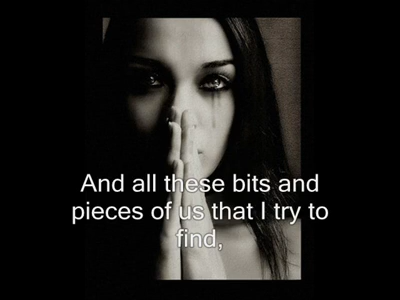 And all these bits and
pieces of us that I try to
find,